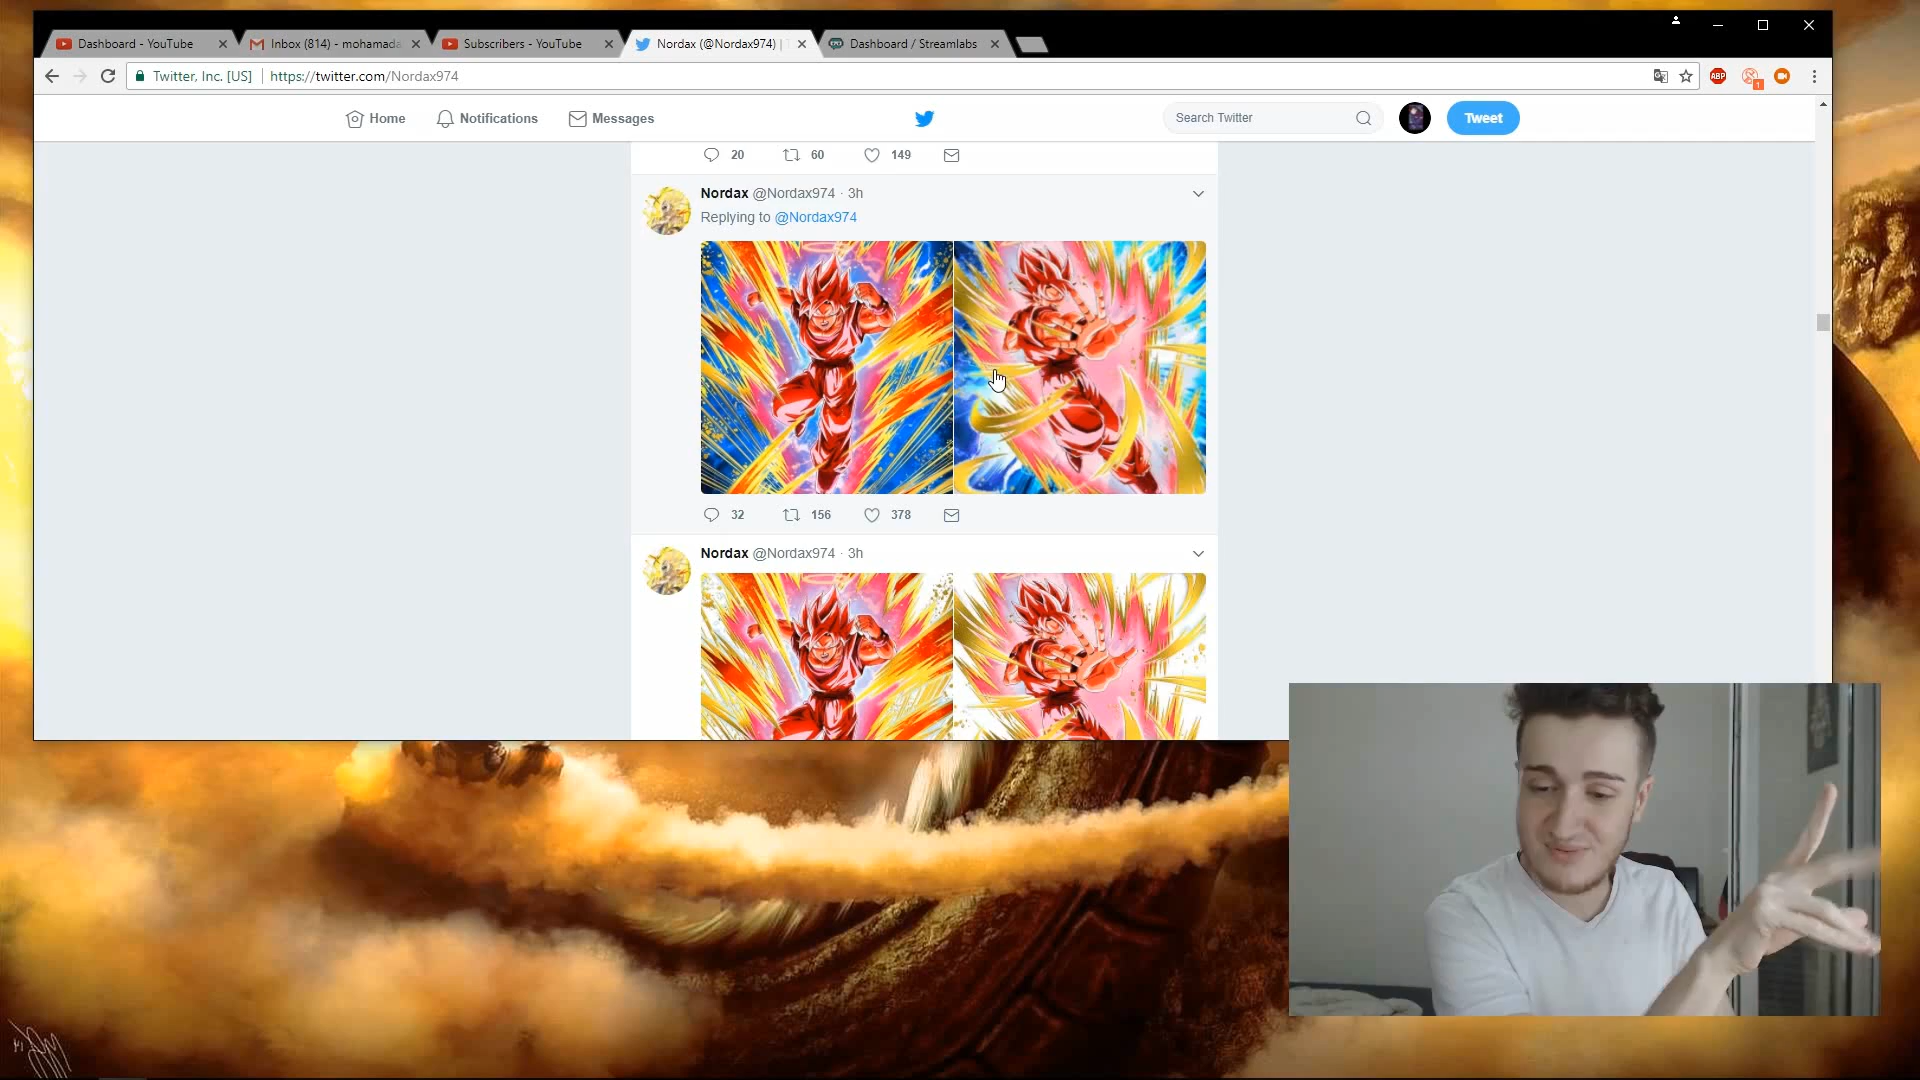 Dashboard - YouTube
Inbox (814) - mohamada
Subscribers - YouTube
Nordax (@Nordax974) |
Dashboard / Streamlabs
Twitter, Inc. [US]
https://twitter.com/Nordax974
ABP
1
Home
Notifications
Messages
Search Twitter
Tweet
20
60
149
Nordax @Nordax974 · 3h
Replying to @Nordax974
32
156
378
Nordax @Nordax974 · 3h